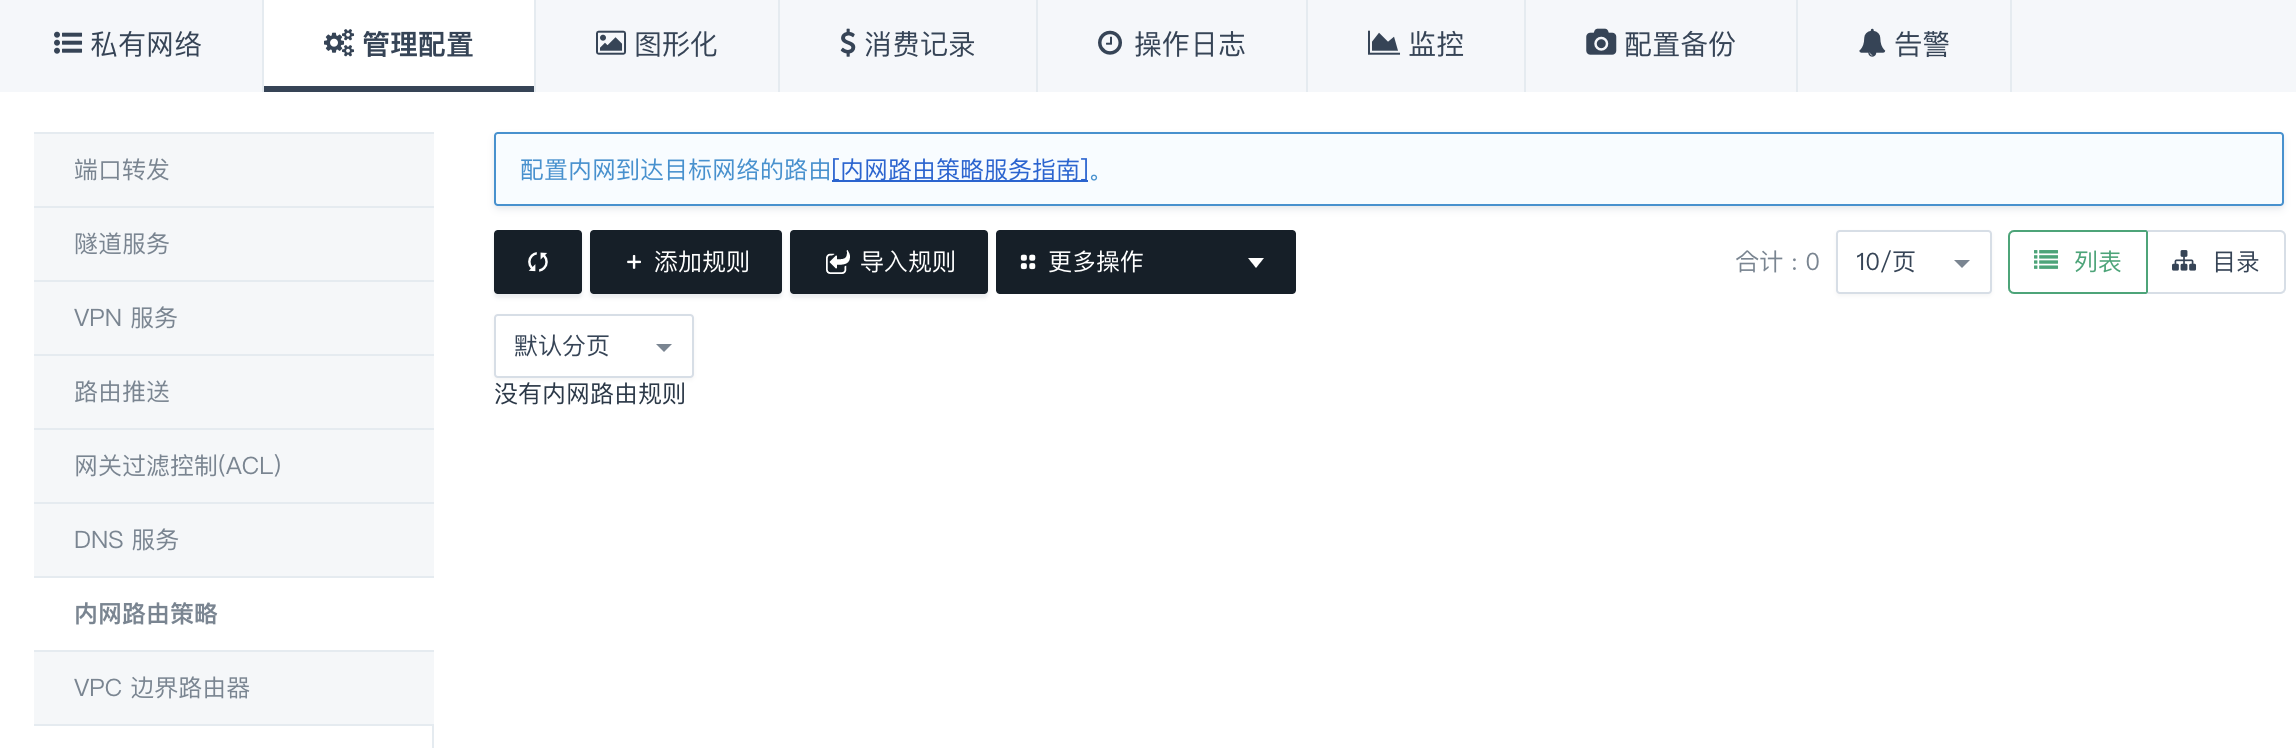 私有网络
管理配置
图形化
消费记录
操作日志
监控
配置备份
告警
端口转发
隧道服务
VPN 服务
路由推送
网关过滤控制(ACL)
DNS 服务
内网路由策略
VPC 边界路由器
配置内网到达目标网络的路由[内网路由策略服务指南]。
+ 添加规则
导入规则
更多操作
合计：0
10/页
列表
目录
默认分页
没有内网路由规则